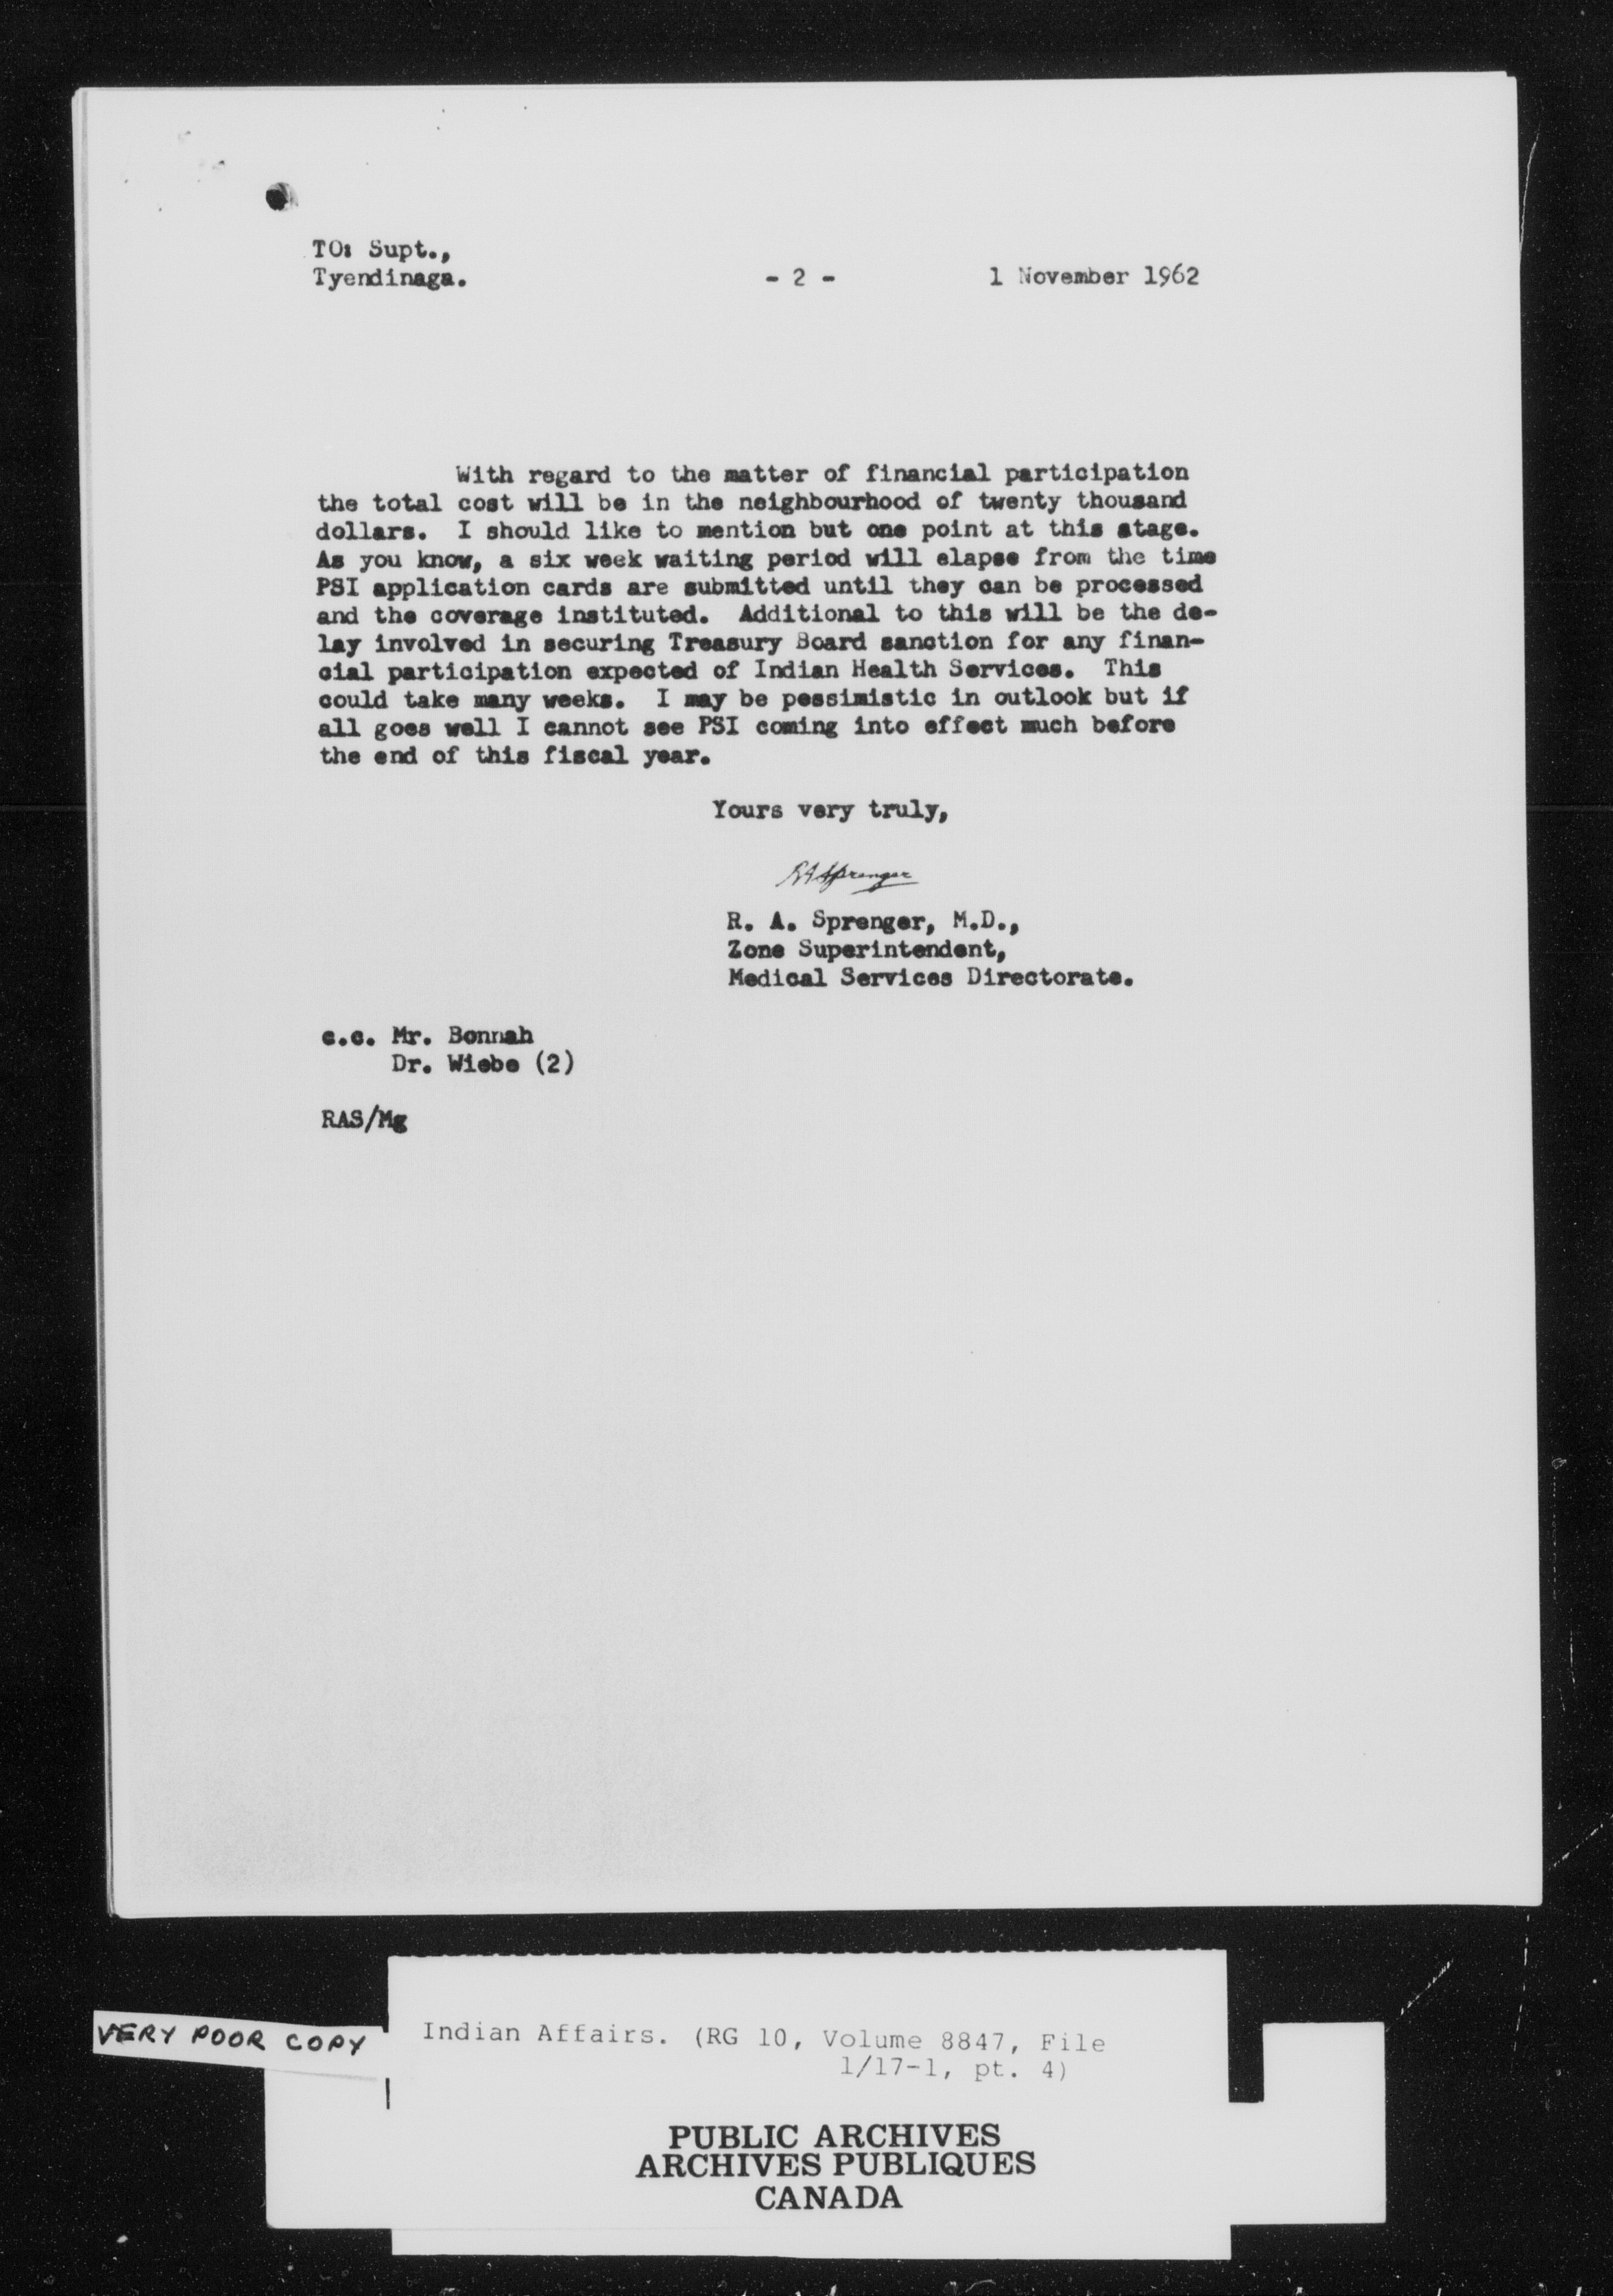 TO: Supt.,
Tyendinaga.
- 2 -
1 November 1962
With regard to the matter of financial participation
the total cost will be in the neighbourhood of twenty thousand
dollars. I should like to mention but one point at this stage.
As you know, a six week waiting period will elapse from the time
PSI application cards are submitted until they can be processed
and the coverage instituted. Additional to this will be the de-
lay involved in securing Treasury Board sanction for any finan-
cial participation expected of Indian Health Services. This
could take many weeks. I may be pessimistic in outlook but if
all goes well I cannot see PSI coming into effect much before
the end of this fiscal year.
Yours very truly,
RA Sprenger
R. A. Sprenger, M.D.,
Zone Superintendent,
Medical Services Directorate.
c.c. Mr. Bonnah
Dr. Wiebe (2)
RAS/Mg
VERY POOR COPY
Indian Affairs. (RG 10, Volume 8847, File
1/17-1, pt. 4)
PUBLIC ARCHIVES
ARCHIVES PUBLIQUES
CANADA